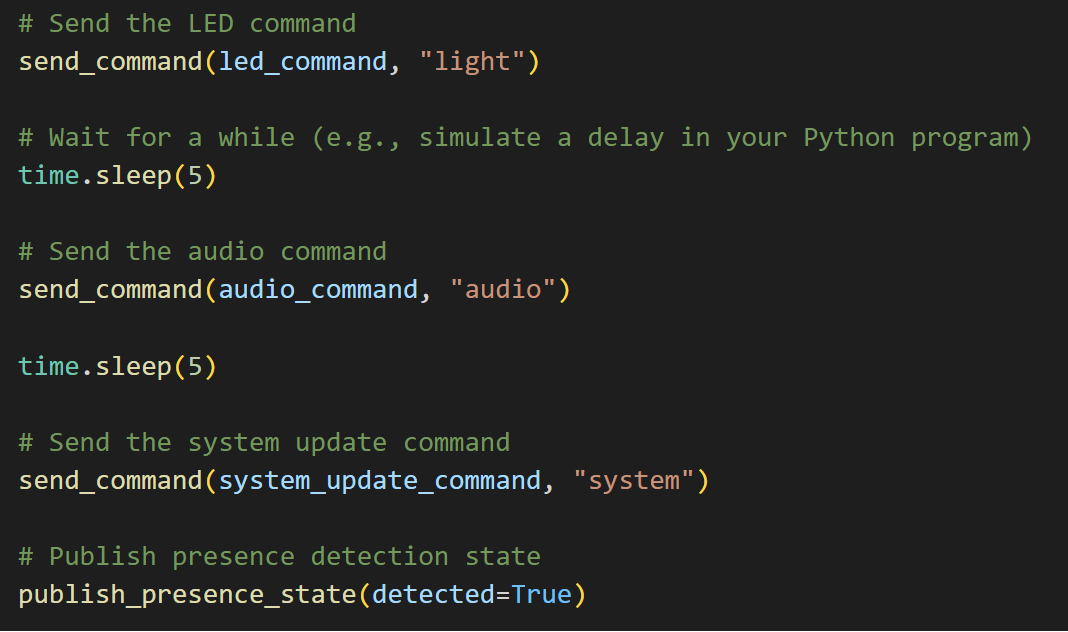 # Send the LED command
send_command(led_command, "light")
# Wait for a while (e.g., simulate a delay in your Python program)
time.sleep(5)
# Send the audio command
send_command(audio_command, "audio")
time.sleep(5)
# Send the system update command
send_command(system_update_command, "system")
# Publish presence detection state
publish_presence_state(detected=True)